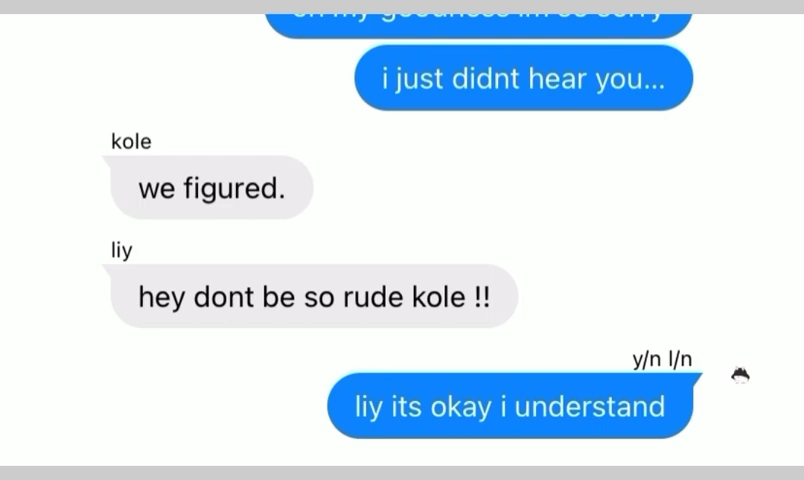 i just didnt hear you...
kole
we figured.
liy
hey dont be so rude kole !!
y/n l/n
liy its okay i understand